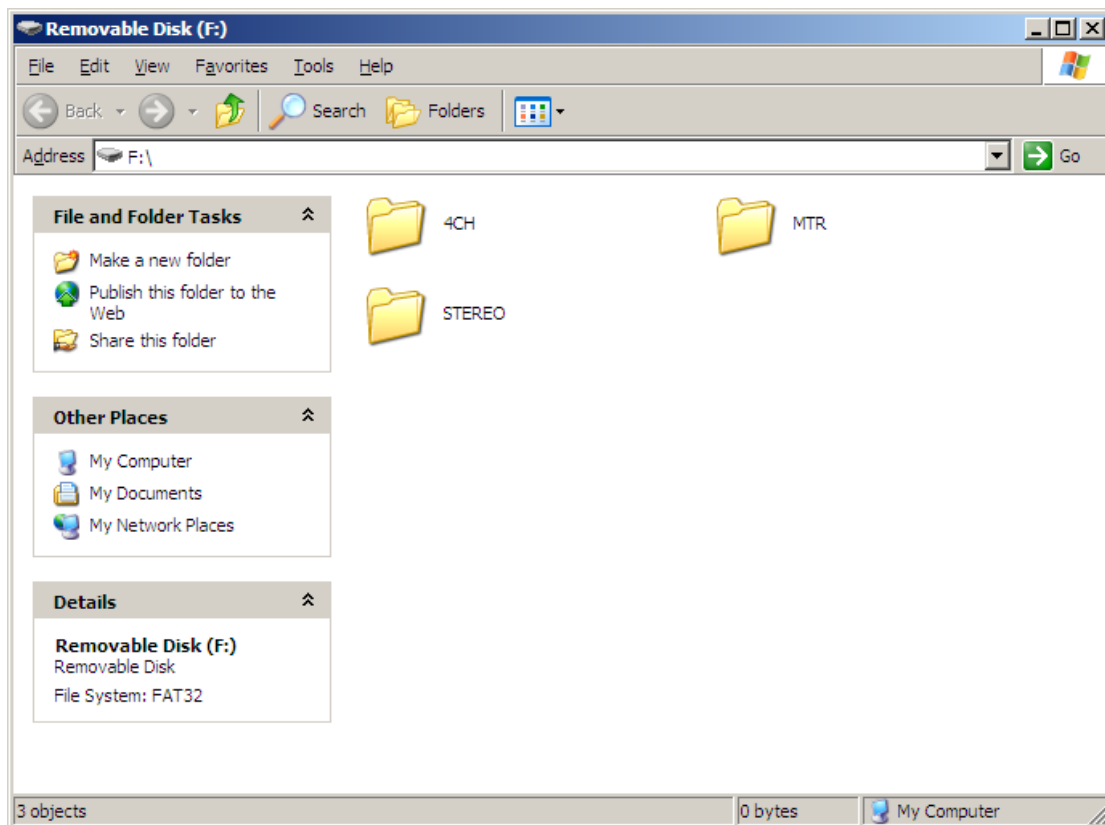 Removable Disk (F:)
File Edit View Favorites Tools Help
Back Search Folders
Address F:\ Go
File and Folder Tasks
Make a new folder
Publish this folder to the
Web
Share this folder
4CH MTR
STEREO
Other Places
My Computer
My Documents
My Network Places
Details
Removable Disk (F:)
Removable Disk
File System: FAT32
3 objects 0 bytes My Computer